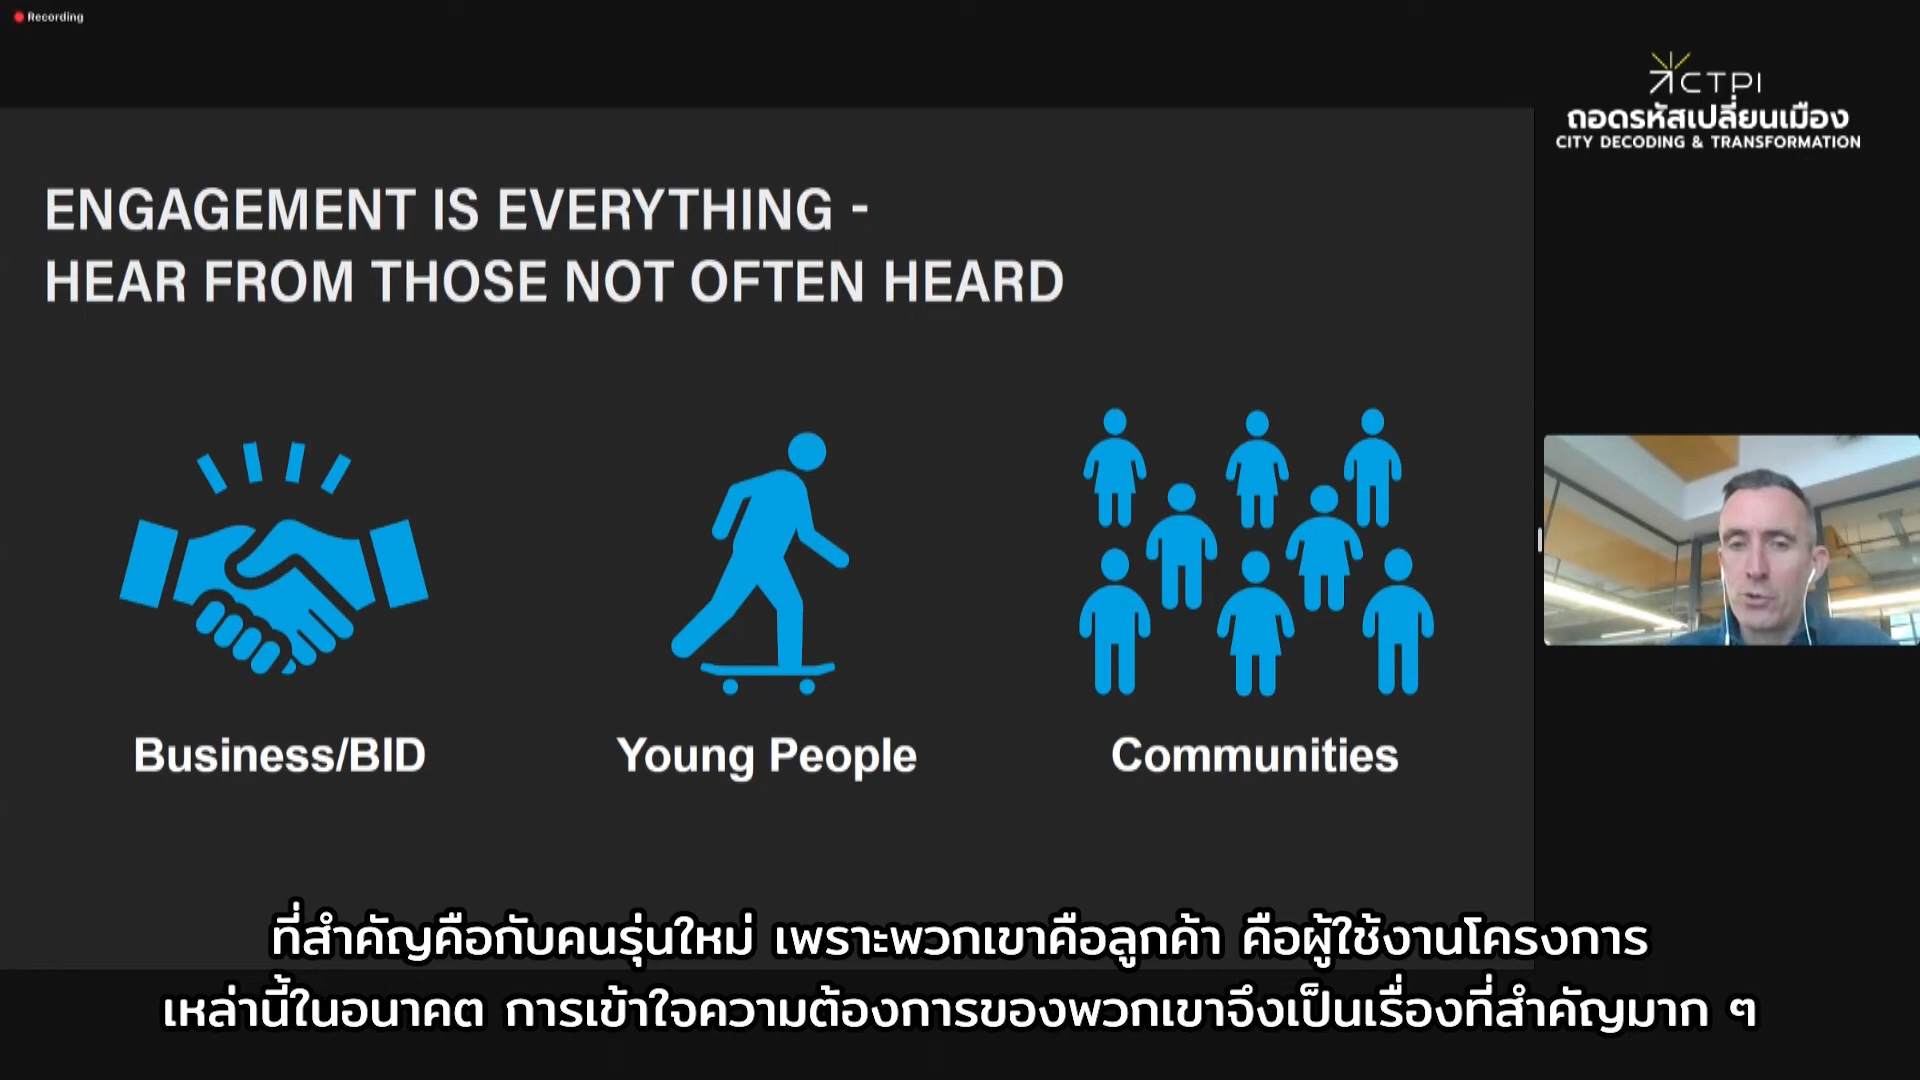 Recording
ACTPI
ถอดรหัสเปลี่ยนเมือง
CITY DECODING & TRANSFORMATION
ENGAGEMENT IS EVERYTHING -
HEAR FROM THOSE NOT OFTEN HEARD
Business/BID
Young People
Communities
ที่สำคัญคือกับคนรุ่นใหม่ เพราะพวกเขาคือลูกค้า คือผู้ใช้งานโครงการ
เหล่านี้ในอนาคต การเข้าใจความต้องการของพวกเขาจึงเป็นเรื่องที่สำคัญมาก ๆ